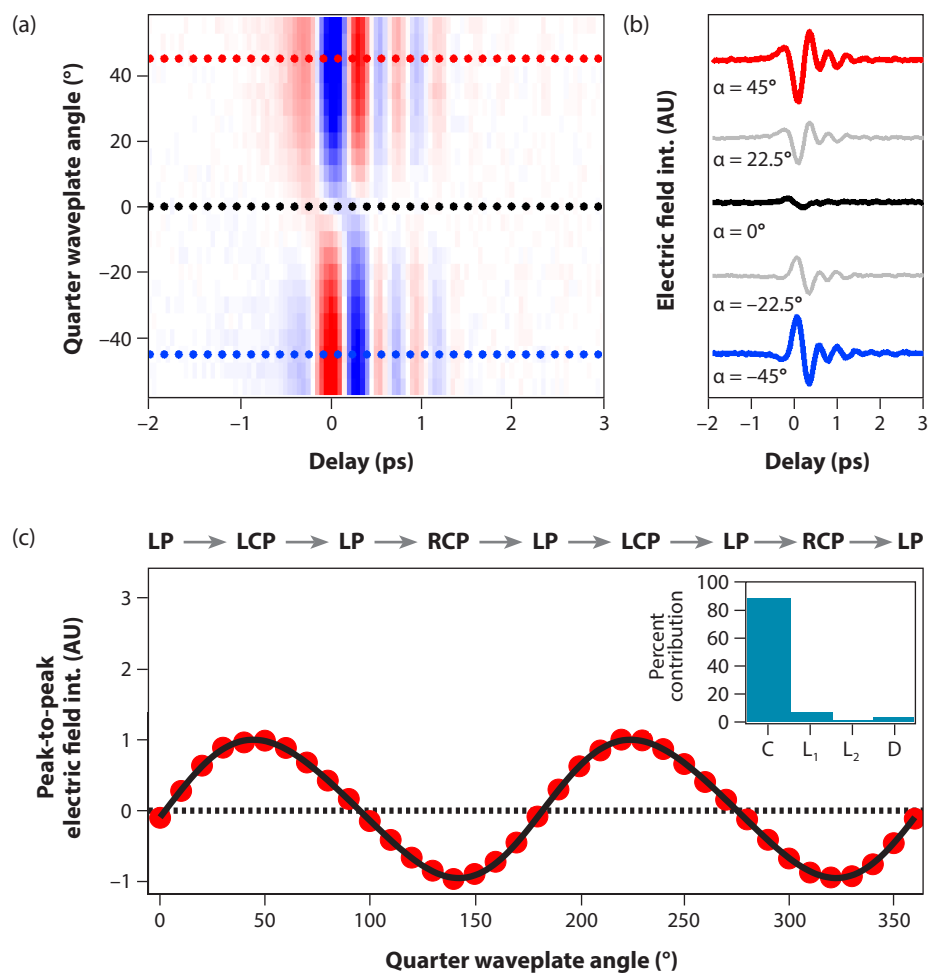 (a)
Quarter waveplate angle (°)
40
20
0
−20
−40
−2 −1 0 1 2 3
Delay (ps)
(b)
Electric field int. (AU)
α = 45°
α = 22.5°
α = 0°
α = −22.5°
α = −45°
−2 −1 0 1 2 3
Delay (ps)
(c)
LP → LCP → LP → RCP → LP → LCP → LP → RCP → LP
Peak-to-peak
electric field int. (AU)
3
2
1
0
−1
0 50 100 150 200 250 300 350
Quarter waveplate angle (°)
Percent
contribution
100
80
60
40
20
0
C L₁ L₂ D